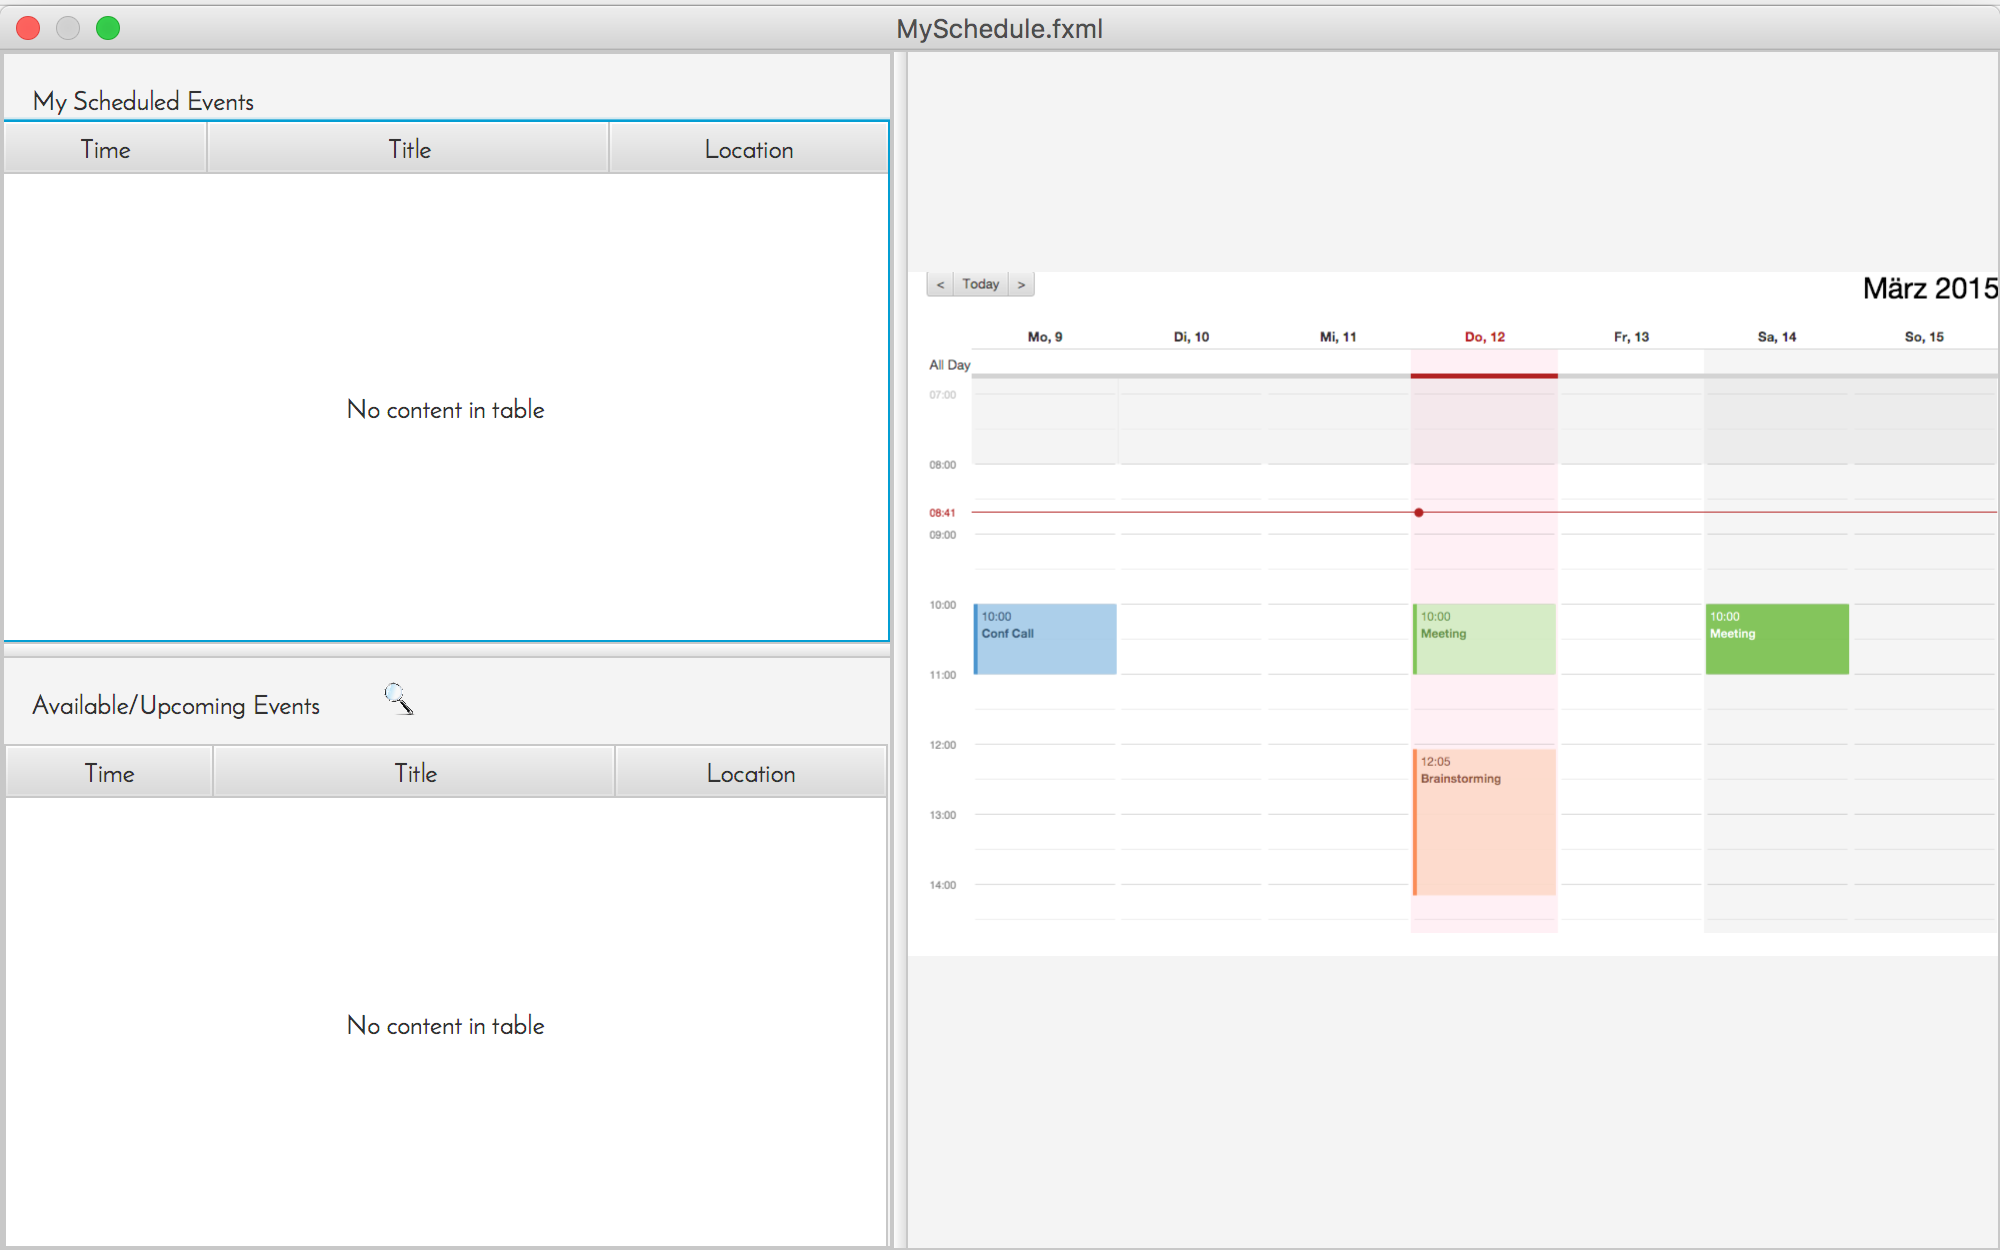 MySchedule.fxml
My Scheduled Events
Time Title Location
No content in table
Available/Upcoming Events
Time Title Location
No content in table
< Today > März 2015
Mo, 9 Di, 10 Mi, 11 Do, 12 Fr, 13 Sa, 14 So, 15
All Day
07:00
08:00
08:41
09:00
10:00 10:00 10:00 10:00
Conf Call Meeting Meeting
11:00
12:00
12:05
Brainstorming
13:00
14:00